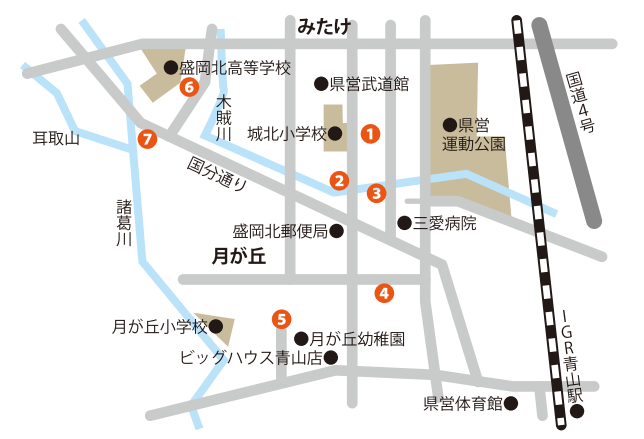 みたけ
盛岡北高等学校
6
県営武道館
国道4号
木賊川
県営
運動公園
城北小学校
1
耳取山
7
国分通り
2
3
諸葛川
盛岡北郵便局
三愛病院
月が丘
4
月が丘小学校
5
IGR青山駅
月が丘幼稚園
ビッグハウス青山店
県営体育館